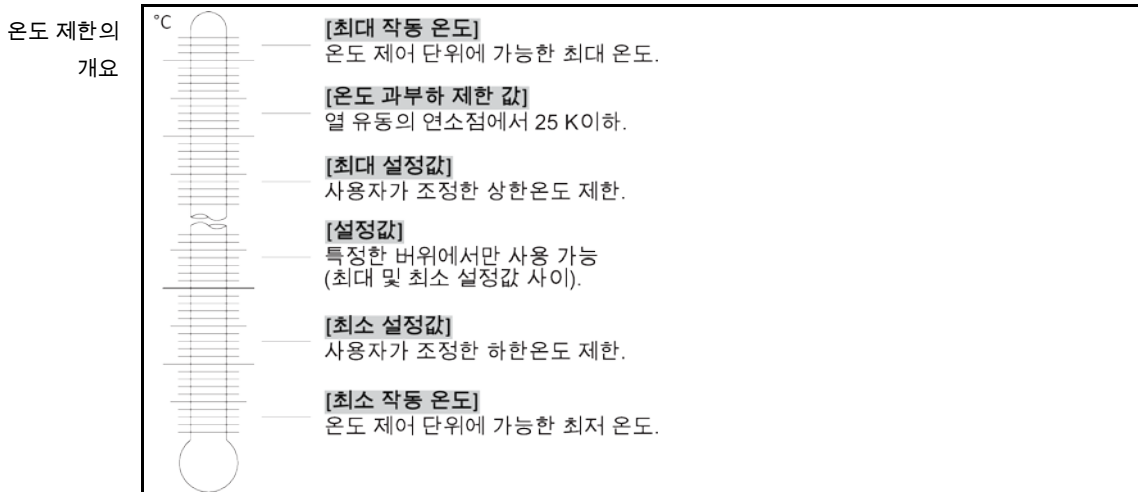 온도 제한의
개요
°C
[최대 작동 온도]
온도 제어 단위에 가능한 최대 온도.
[온도 과부하 제한 값]
열 유동의 연소점에서 25 K이하.
[최대 설정값]
사용자가 조정한 상한온도 제한.
[설정값]
특정한 버위에서만 사용 가능
(최대 및 최소 설정값 사이).
[최소 설정값]
사용자가 조정한 하한온도 제한.
[최소 작동 온도]
온도 제어 단위에 가능한 최저 온도.